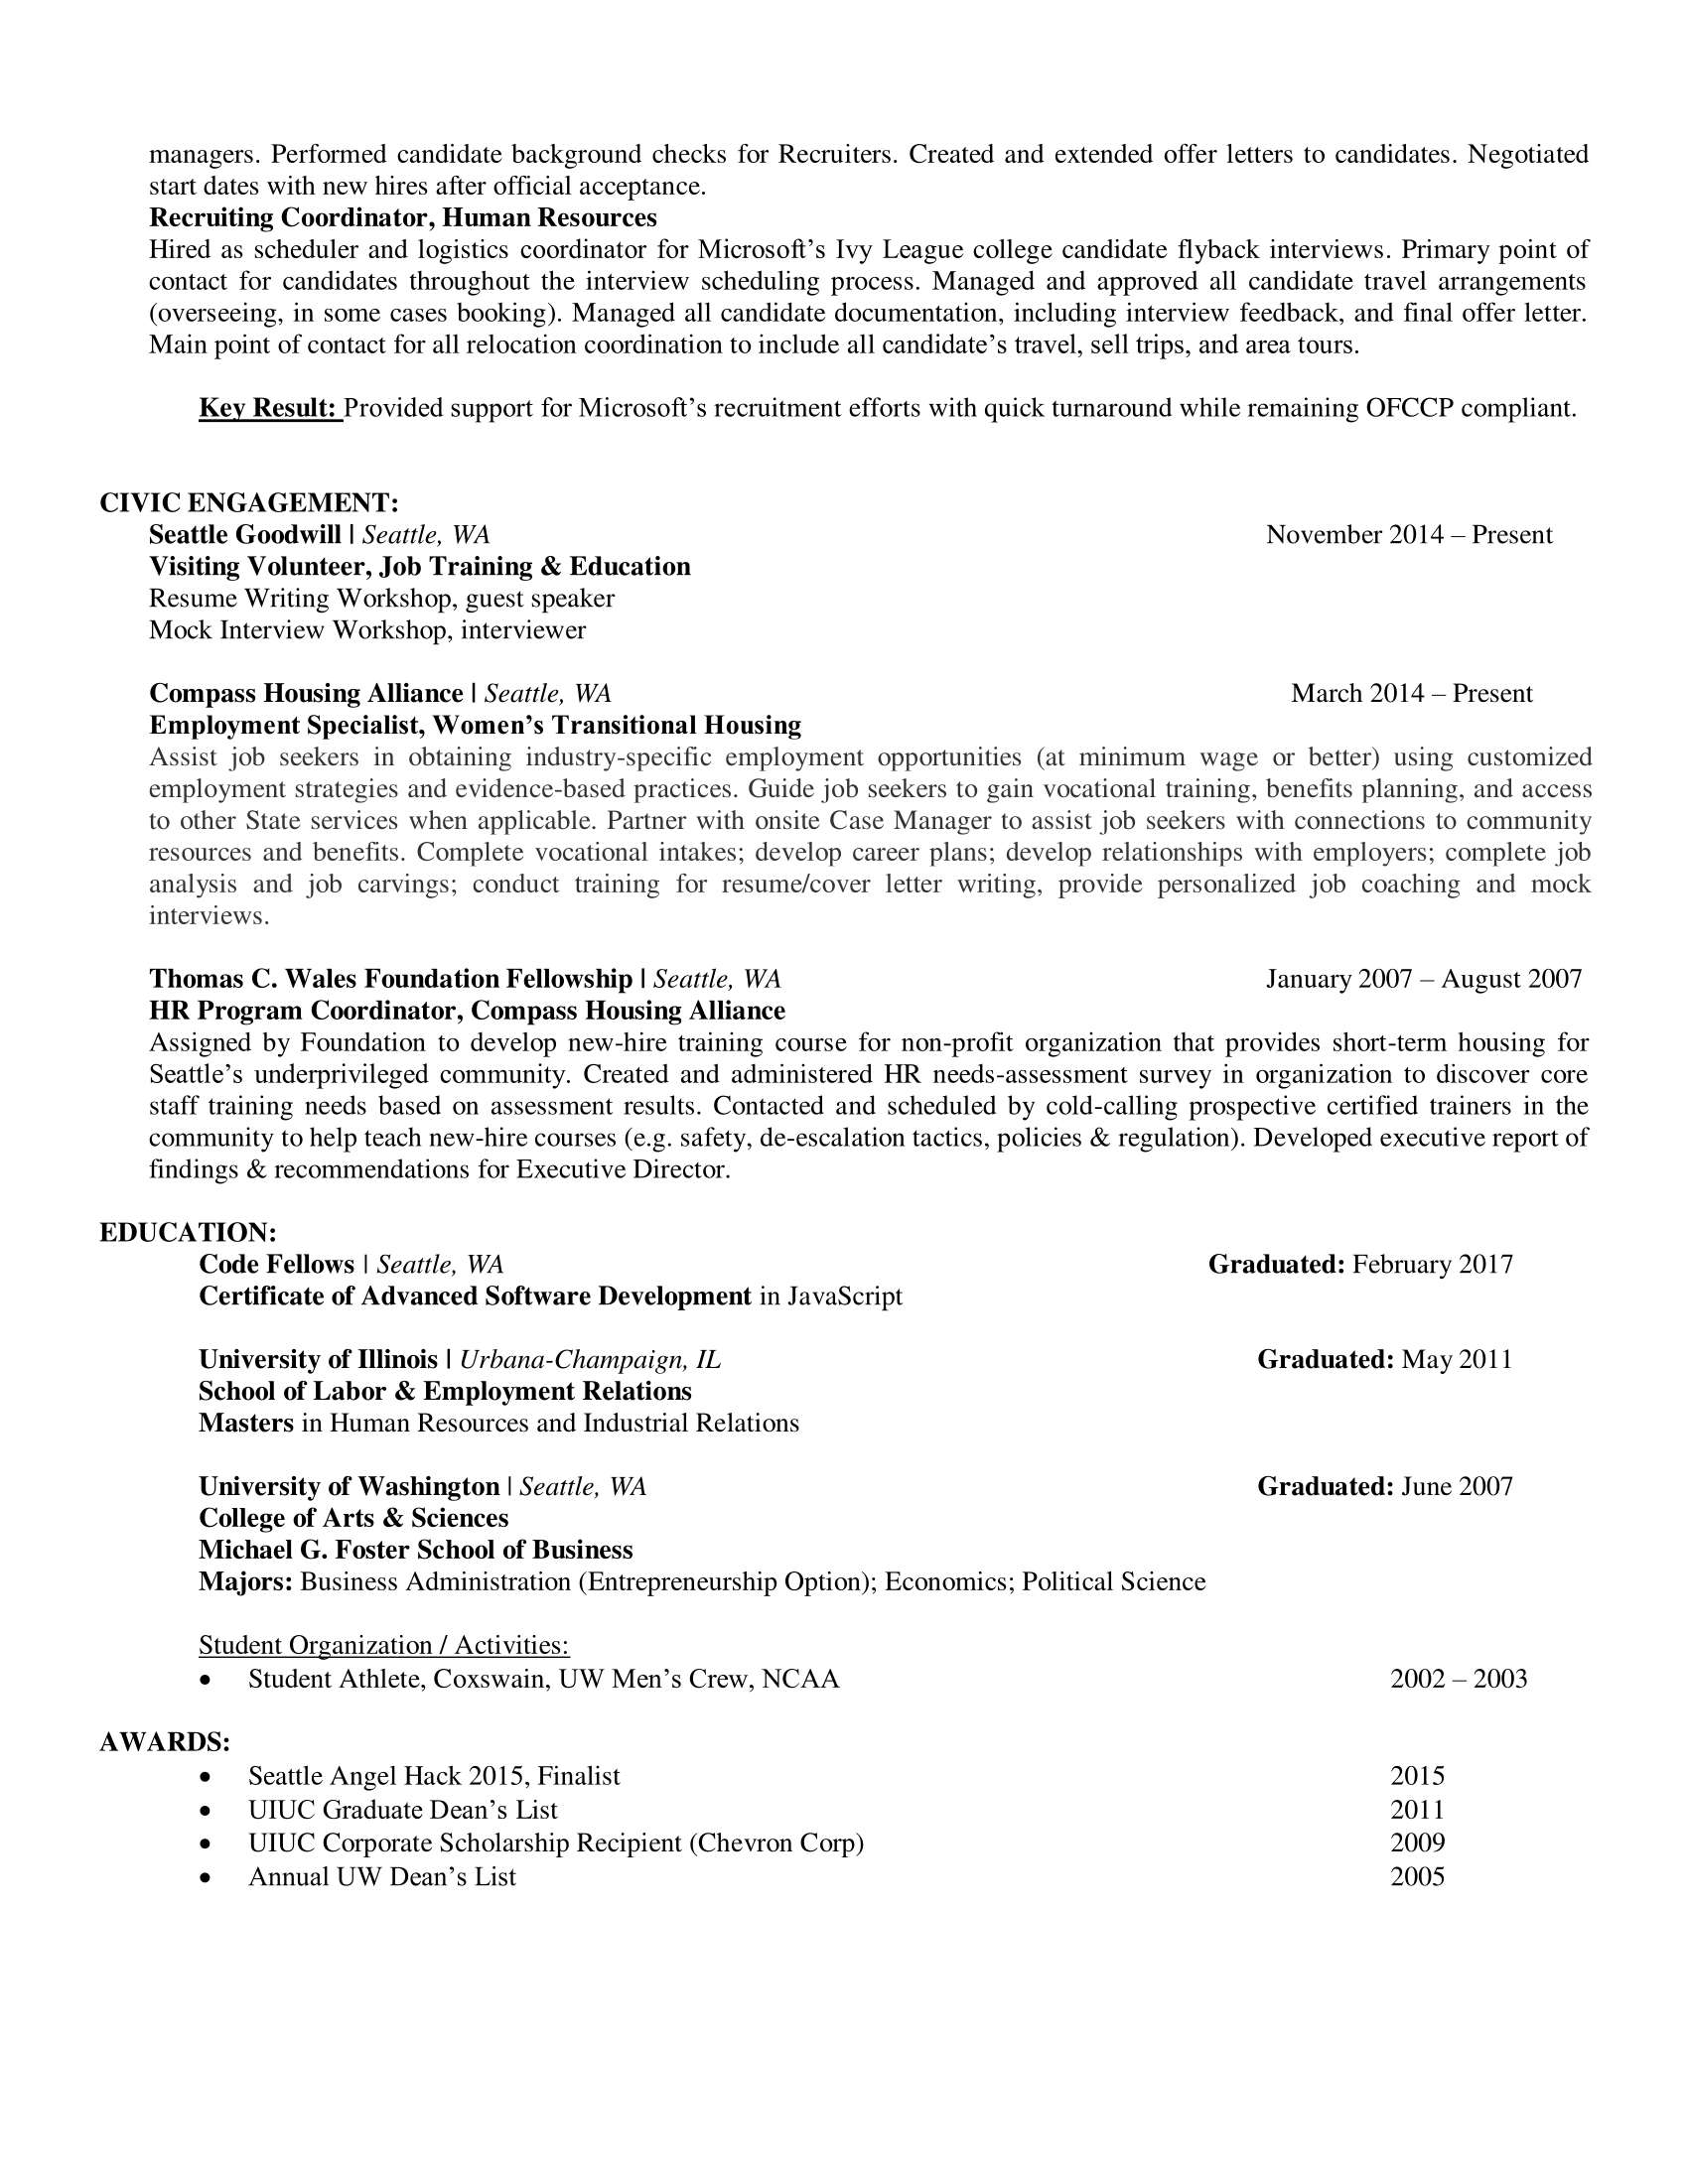 managers. Performed candidate background checks for Recruiters. Created and extended offer letters to candidates. Negotiated
start dates with new hires after official acceptance.
Recruiting Coordinator, Human Resources
Hired as scheduler and logistics coordinator for Microsoft’s Ivy League college candidate flyback interviews. Primary point of
contact for candidates throughout the interview scheduling process. Managed and approved all candidate travel arrangements
(overseeing, in some cases booking). Managed all candidate documentation, including interview feedback, and final offer letter.
Main point of contact for all relocation coordination to include all candidate’s travel, sell trips, and area tours.
Key Result: Provided support for Microsoft’s recruitment efforts with quick turnaround while remaining OFCCP compliant.
CIVIC ENGAGEMENT:
Seattle Goodwill | Seattle, WA November 2014 – Present
Visiting Volunteer, Job Training & Education
Resume Writing Workshop, guest speaker
Mock Interview Workshop, interviewer
Compass Housing Alliance | Seattle, WA March 2014 – Present
Employment Specialist, Women’s Transitional Housing
Assist job seekers in obtaining industry-specific employment opportunities (at minimum wage or better) using customized
employment strategies and evidence-based practices. Guide job seekers to gain vocational training, benefits planning, and access
to other State services when applicable. Partner with onsite Case Manager to assist job seekers with connections to community
resources and benefits. Complete vocational intakes; develop career plans; develop relationships with employers; complete job
analysis and job carvings; conduct training for resume/cover letter writing, provide personalized job coaching and mock
interviews.
Thomas C. Wales Foundation Fellowship | Seattle, WA January 2007 – August 2007
HR Program Coordinator, Compass Housing Alliance
Assigned by Foundation to develop new-hire training course for non-profit organization that provides short-term housing for
Seattle’s underprivileged community. Created and administered HR needs-assessment survey in organization to discover core
staff training needs based on assessment results. Contacted and scheduled by cold-calling prospective certified trainers in the
community to help teach new-hire courses (e.g. safety, de-escalation tactics, policies & regulation). Developed executive report of
findings & recommendations for Executive Director.
EDUCATION:
Code Fellows | Seattle, WA Graduated: February 2017
Certificate of Advanced Software Development in JavaScript
University of Illinois | Urbana-Champaign, IL Graduated: May 2011
School of Labor & Employment Relations
Masters in Human Resources and Industrial Relations
University of Washington | Seattle, WA Graduated: June 2007
College of Arts & Sciences
Michael G. Foster School of Business
Majors: Business Administration (Entrepreneurship Option); Economics; Political Science
Student Organization / Activities:
• Student Athlete, Coxswain, UW Men’s Crew, NCAA 2002 – 2003
AWARDS:
• Seattle Angel Hack 2015, Finalist 2015
• UIUC Graduate Dean’s List 2011
• UIUC Corporate Scholarship Recipient (Chevron Corp) 2009
• Annual UW Dean’s List 2005